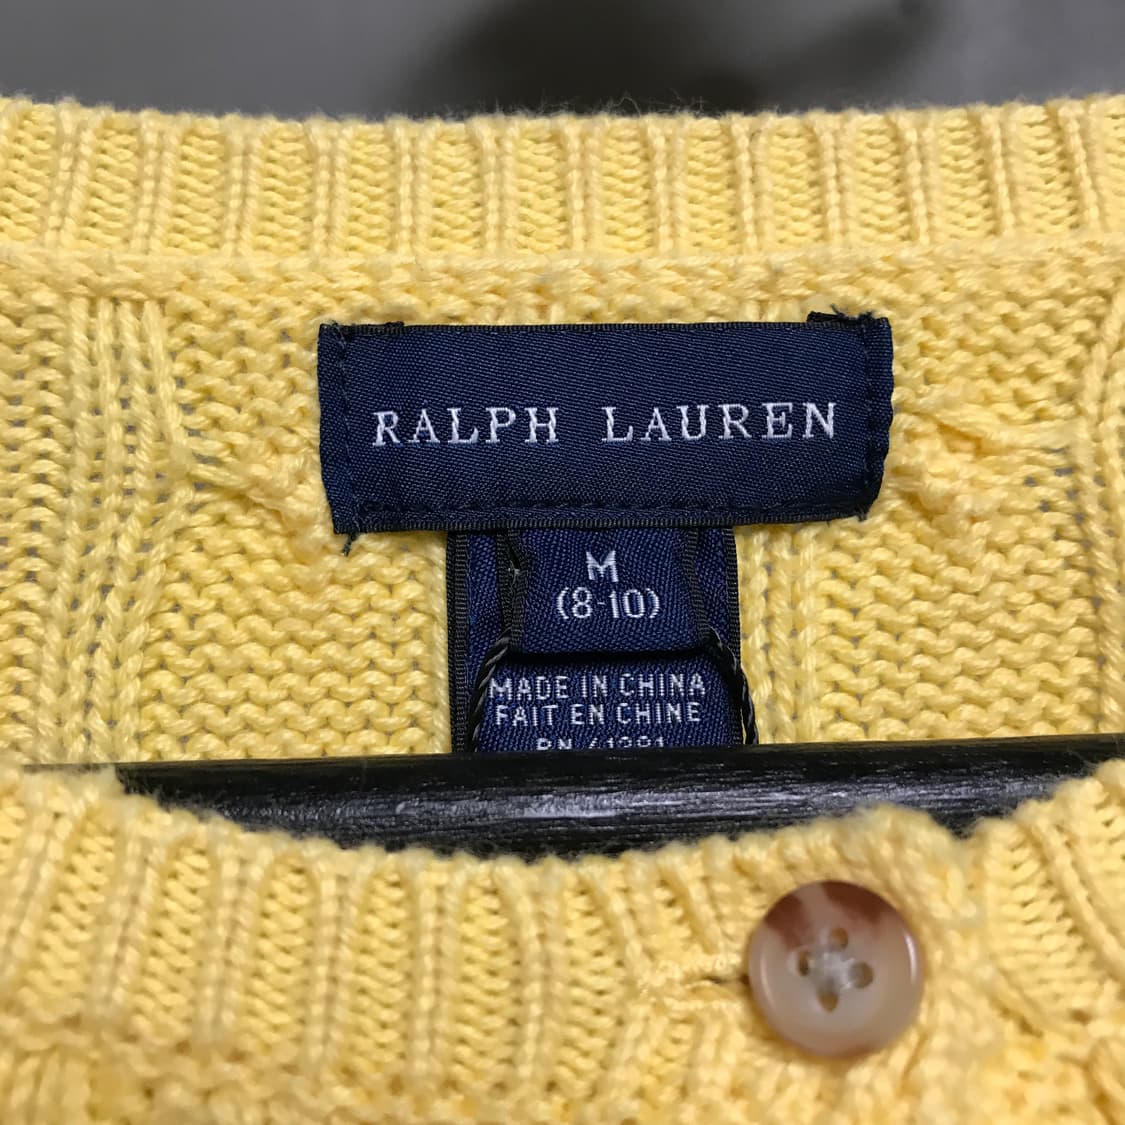 RALPH LAUREN
M
(8-10)
MADE IN CHINA
FAIT EN CHINE